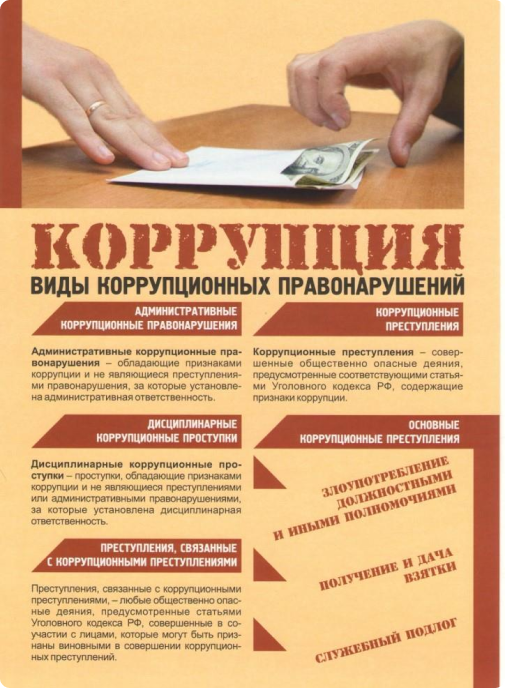 КОРРУПЦИЯ
ВИДЫ КОРРУПЦИОННЫХ ПРАВОНАРУШЕНИЙ
АДМИНИСТРАТИВНЫЕ
КОРРУПЦИОННЫЕ ПРАВОНАРУШЕНИЯ
Административные коррупционные пра-
вонарушения – обладающие признаками
коррупции и не являющиеся преступления-
ми правонарушения, за которые установле-
на административная ответственность.
ДИСЦИПЛИНАРНЫЕ
КОРРУПЦИОННЫЕ ПРОСТУПКИ
Дисциплинарные коррупционные про-
ступки – проступки, обладающие признаками
коррупции и не являющиеся преступлениями
или административными правонарушениями,
за которые установлена дисциплинарная
ответственность.
ПРЕСТУПЛЕНИЯ, СВЯЗАННЫЕ
С КОРРУПЦИОННЫМИ ПРЕСТУПЛЕНИЯМИ
Преступления, связанные с коррупционными
преступлениями, – любые общественно опас-
ные деяния, предусмотренные статьями
Уголовного кодекса РФ, совершенные в со-
участии с лицами, которые могут быть приз-
наны виновными в совершении коррупцион-
ных преступлений.
КОРРУПЦИОННЫЕ
ПРЕСТУПЛЕНИЯ
Коррупционные преступления – совер-
шенные общественно опасные деяния,
предусмотренные соответствующими статья-
ми Уголовного кодекса РФ, содержащие
признаки коррупции.
ОСНОВНЫЕ
КОРРУПЦИОННЫЕ ПРЕСТУПЛЕНИЯ
ЗЛОУПОТРЕБЛЕНИЕ
ДОЛЖНОСТНЫМИ
И ИНЫМИ ПОЛНОМОЧИЯМИ
ПОЛУЧЕНИЕ И ДАЧА
ВЗЯТКИ
СЛУЖЕБНЫЙ ПОДЛОГ